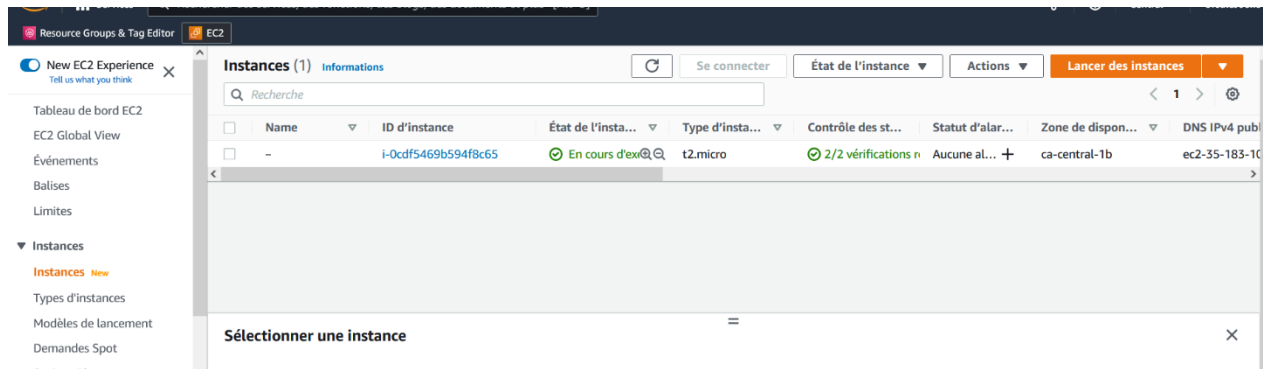 Resource Groups & Tag Editor EC2
New EC2 Experience
Tell us what you think
Tableau de bord EC2
EC2 Global View
Événements
Balises
Limites
Instances
Instances New
Types d'instances
Modèles de lancement
Demandes Spot
Instances (1) Informations
Se connecter
État de l'instance
Actions
Lancer des instances
Recherche
1
Name ID d'instance État de l'insta... Type d'insta... Contrôle des st... Statut d'alar... Zone de dispon... DNS IPv4 publ
– i-0cdf5469b594f8c65 En cours d'exé t2.micro 2/2 vérifications r Aucune al... + ca-central-1b ec2-35-183-10
Sélectionner une instance